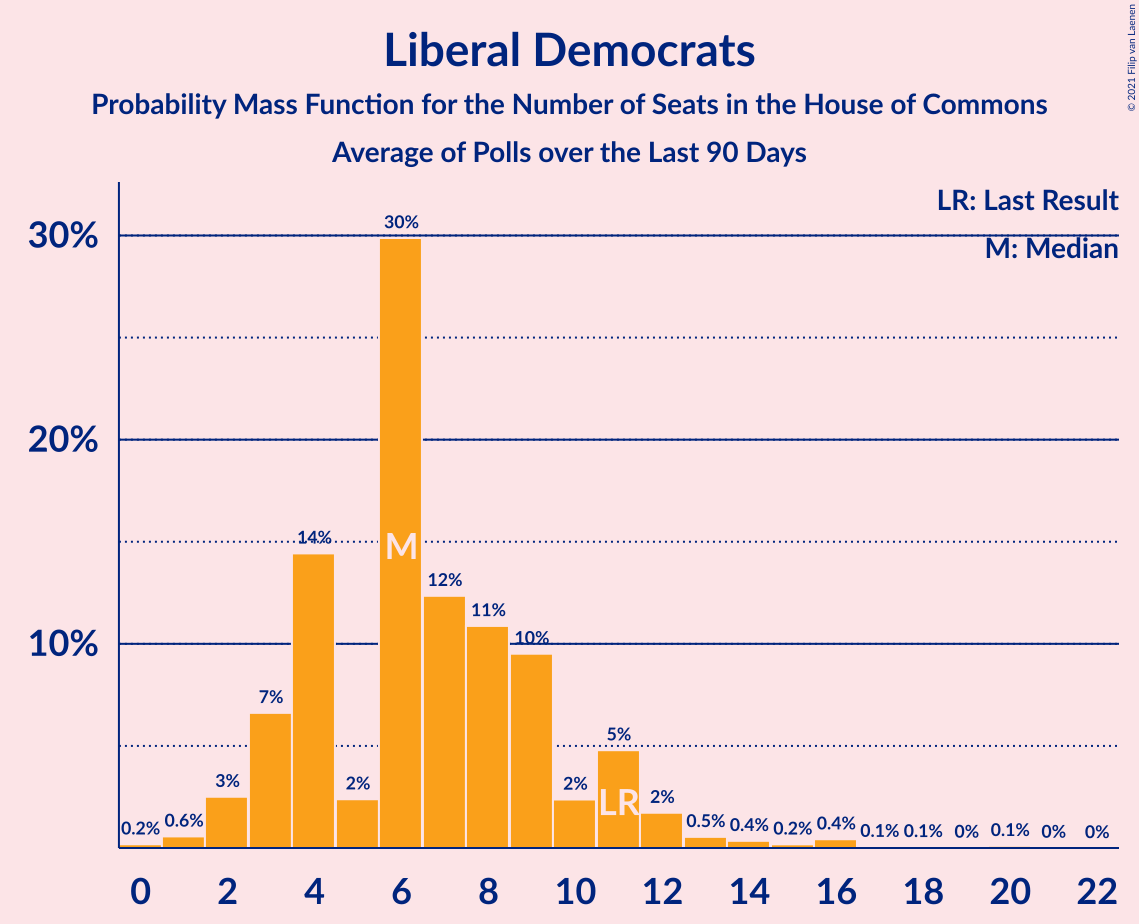 Liberal Democrats
Probability Mass Function for the Number of Seats in the House of Commons
Average of Polls over the Last 90 Days
© 2021 Filip van Laenen
LR: Last Result
M: Median
30%
20%
10%
0.2% 0.6% 3% 7% 14% 2% 30% 12% 11% 10% 2% 5% 2% 0.5% 0.4% 0.2% 0.4% 0.1% 0.1% 0% 0.1% 0% 0%
M
LR
0 2 4 6 8 10 12 14 16 18 20 22